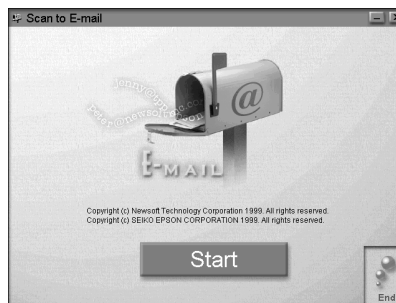 Scan to E-mail
@
E-MAIL
Copyright (c) Newsoft Technology Corporation 1999. All rights reserved.
Copyright (c) SEIKO EPSON CORPORATION 1999. All rights reserved.
Start
End